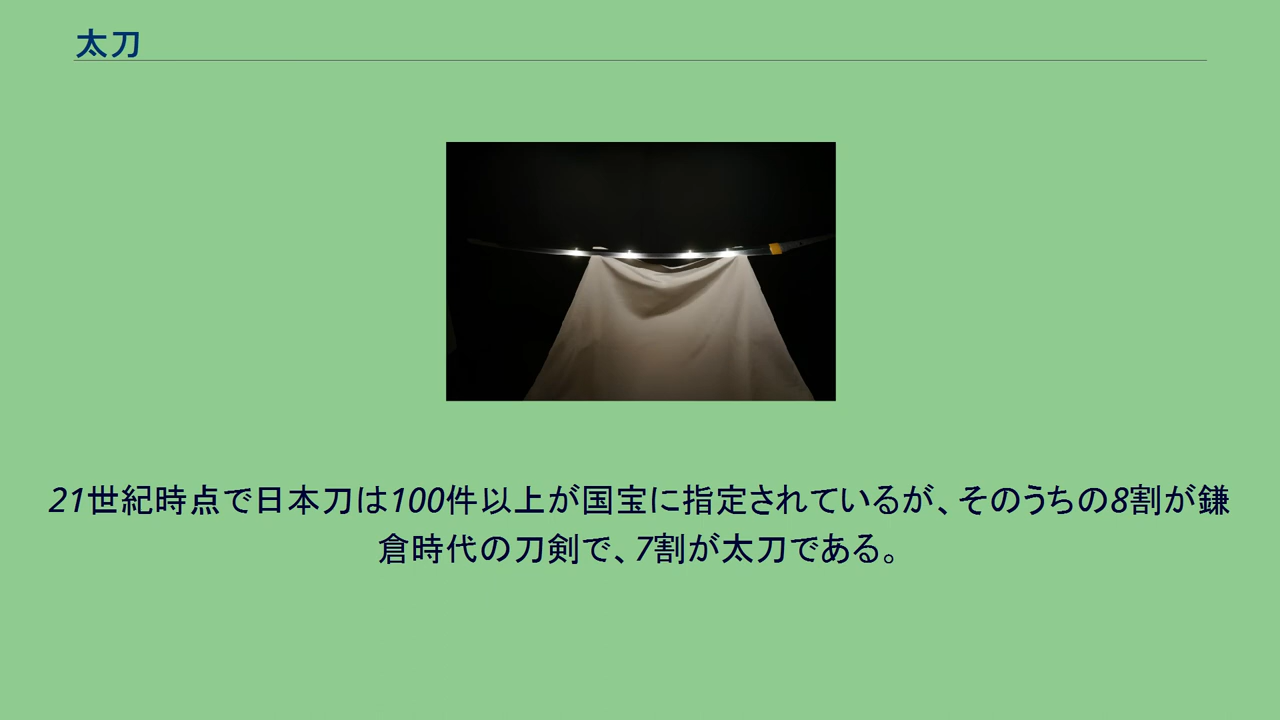 太刀
21世紀時点で日本刀は100件以上が国宝に指定されているが、そのうちの8割が鎌
倉時代の刀剣で、7割が太刀である。